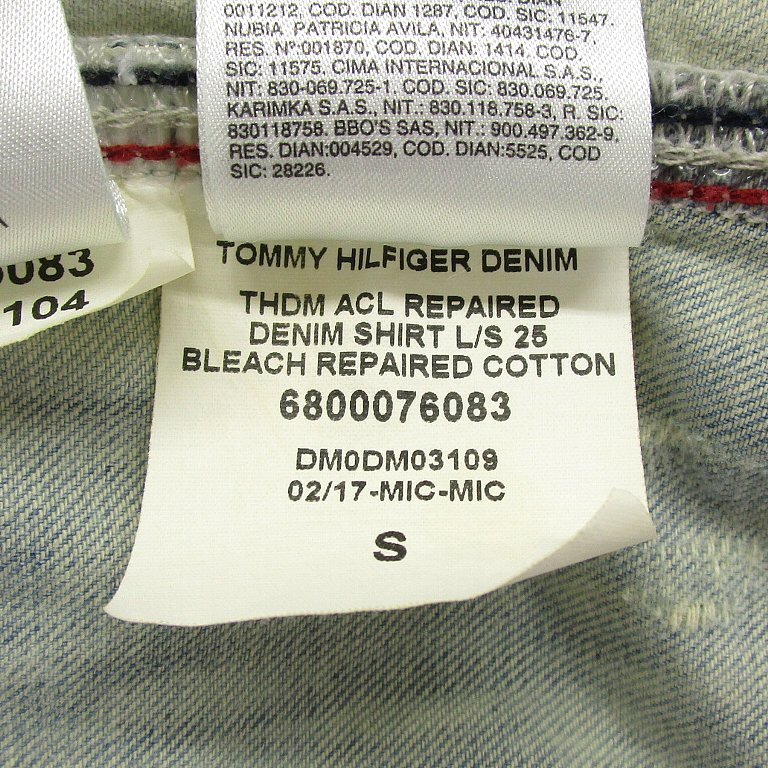 0011212, COD. DIAN 1287, COD. SIC: 11547.
NUBIA PATRICIA AVILA, NIT: 40431476-7,
RES. Nº:001870, COD. DIAN: 1414. COD.
SIC: 11575. CIMA INTERNACIONAL S.A.S.,
NIT: 830-069.725-1. COD. SIC: 830.069.725.
KARIMKA S.A.S., NIT.: 830.118.758-3, R. SIC:
830118758. BBO'S SAS, NIT.: 900.497.362-9,
RES. DIAN:004529, COD. DIAN:5525, COD
SIC: 28226.
TOMMY HILFIGER DENIM
THDM ACL REPAIRED
DENIM SHIRT L/S 25
BLEACH REPAIRED COTTON
6800076083
DM0DM03109
02/17-MIC-MIC
S
0083
104